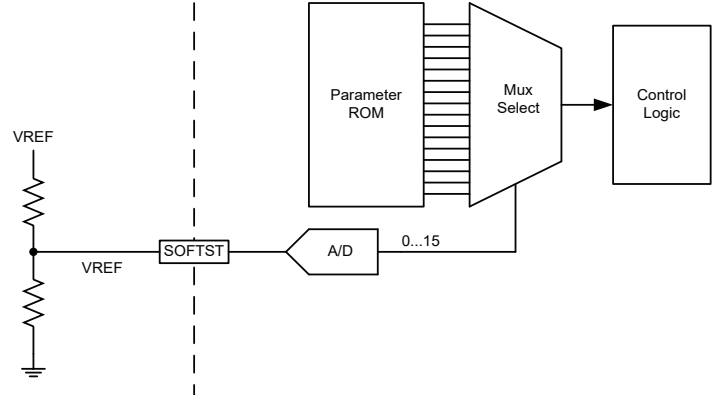 Parameter
ROM
Mux
Select
Control
Logic
VREF
SOFTST
A/D
0...15
VREF